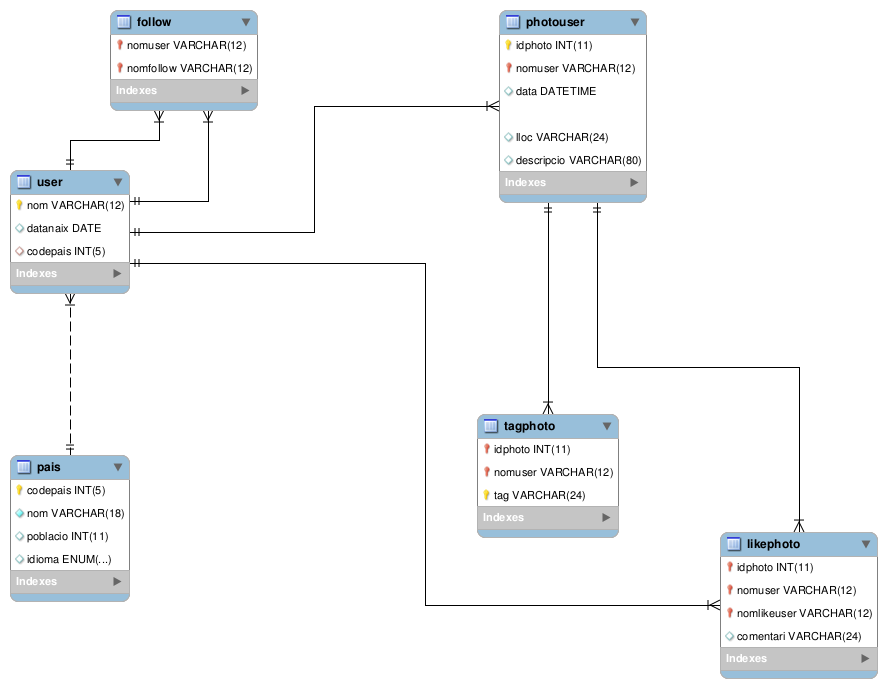 follow
nomuser VARCHAR(12)
nomfollow VARCHAR(12)
Indexes
photouser
idphoto INT(11)
nomuser VARCHAR(12)
data DATETIME
lloc VARCHAR(24)
descripcio VARCHAR(80)
Indexes
user
nom VARCHAR(12)
datanaix DATE
codepais INT(5)
Indexes
pais
codepais INT(5)
nom VARCHAR(18)
poblacio INT(11)
idioma ENUM(...)
Indexes
tagphoto
idphoto INT(11)
nomuser VARCHAR(12)
tag VARCHAR(24)
Indexes
likephoto
idphoto INT(11)
nomuser VARCHAR(12)
nomlikeuser VARCHAR(12)
comentari VARCHAR(24)
Indexes